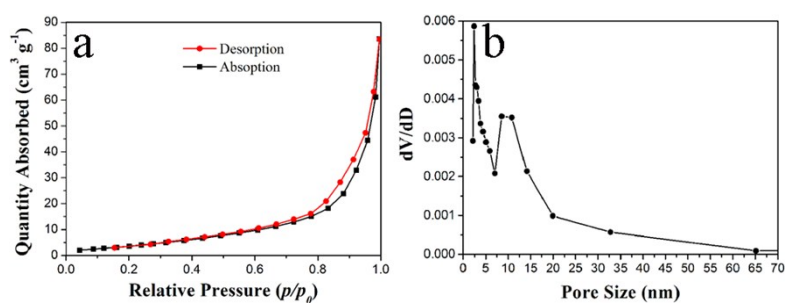 a
Desorption
Absoption
90
80
70
60
50
40
30
20
10
0
Quantity Absorbed (cm³ g⁻¹)
0.0 0.2 0.4 0.6 0.8 1.0
Relative Pressure (p/p₀)
b
0.006
0.005
0.004
0.003
0.002
0.001
0.000
dV/dD
0 5 10 15 20 25 30 35 40 45 50 55 60 65 70
Pore Size (nm)